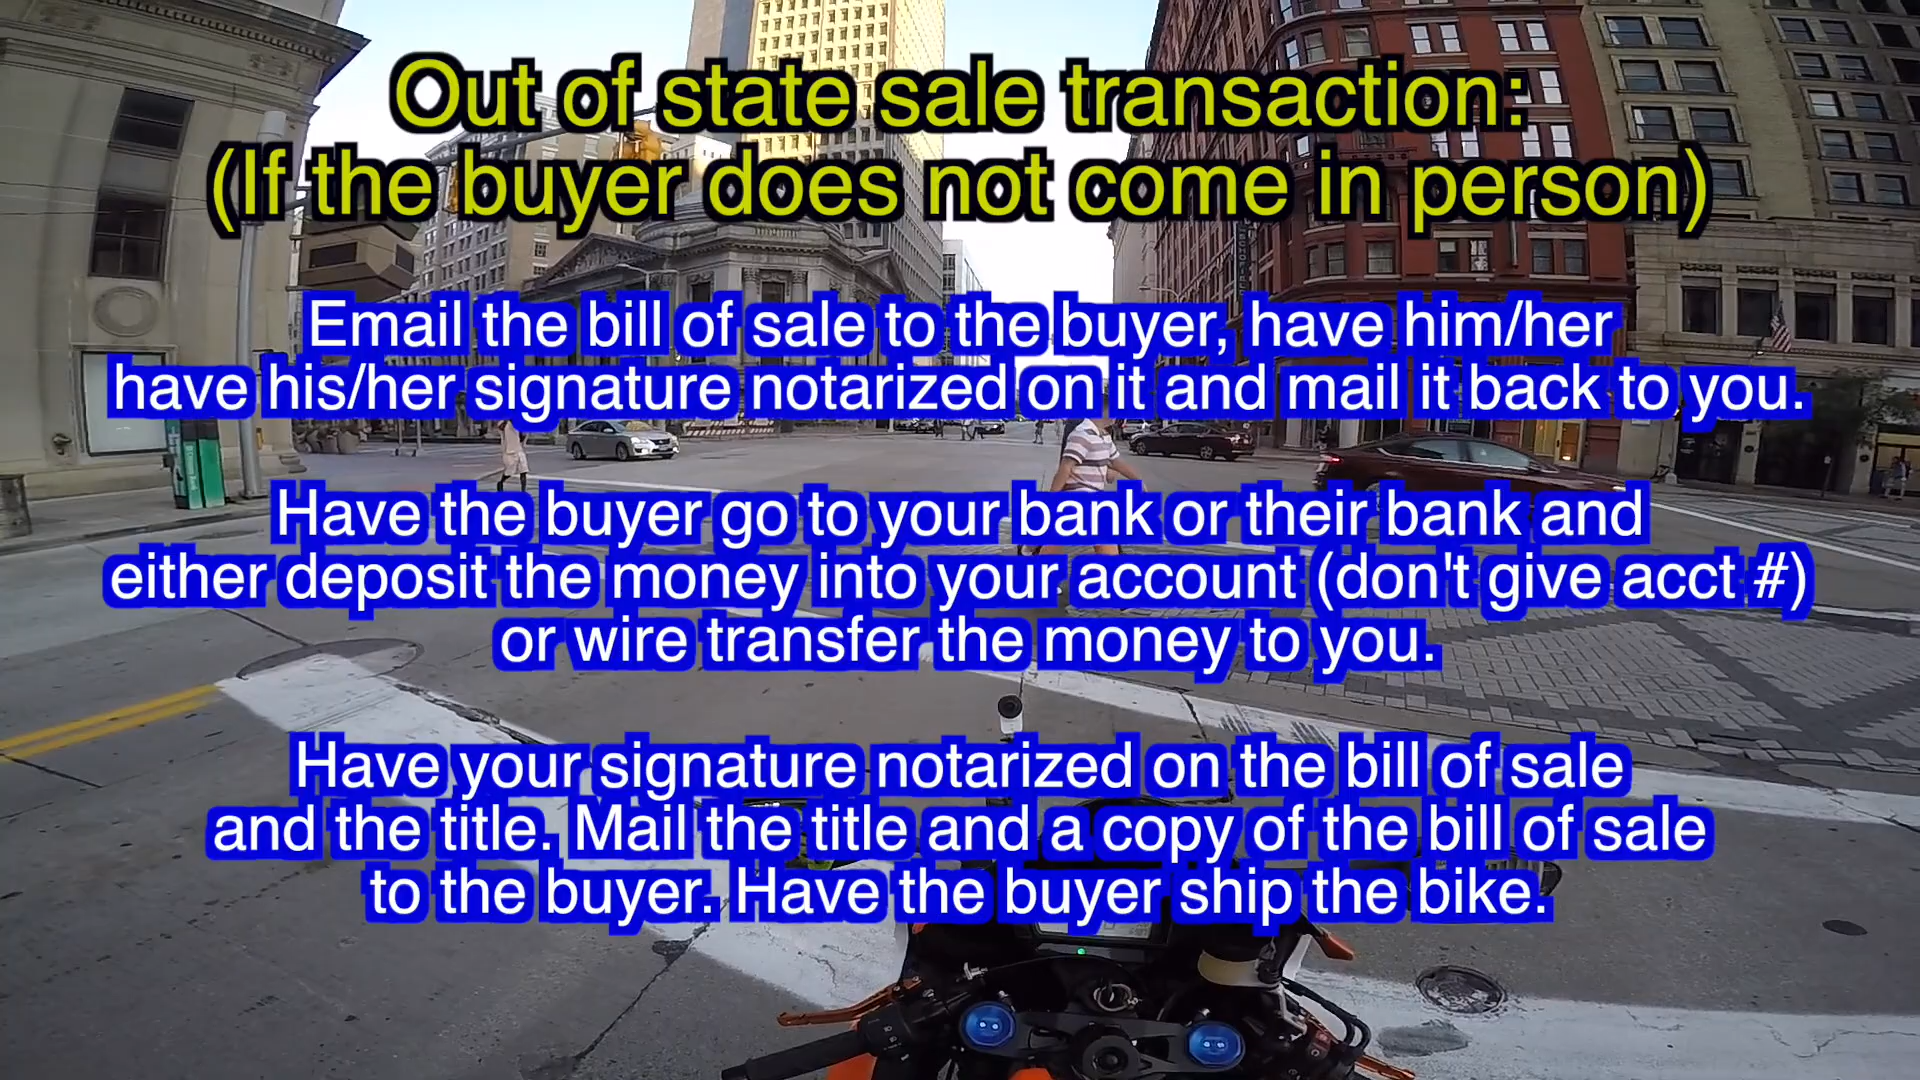 Out of state sale transaction:
(If the buyer does not come in person)
Email the bill of sale to the buyer, have him/her
have his/her signature notarized on it and mail it back to you.
Have the buyer go to your bank or their bank and
either deposit the money into your account (don't give acct #)
or wire transfer the money to you.
Have your signature notarized on the bill of sale
and the title. Mail the title and a copy of the bill of sale
to the buyer. Have the buyer ship the bike.